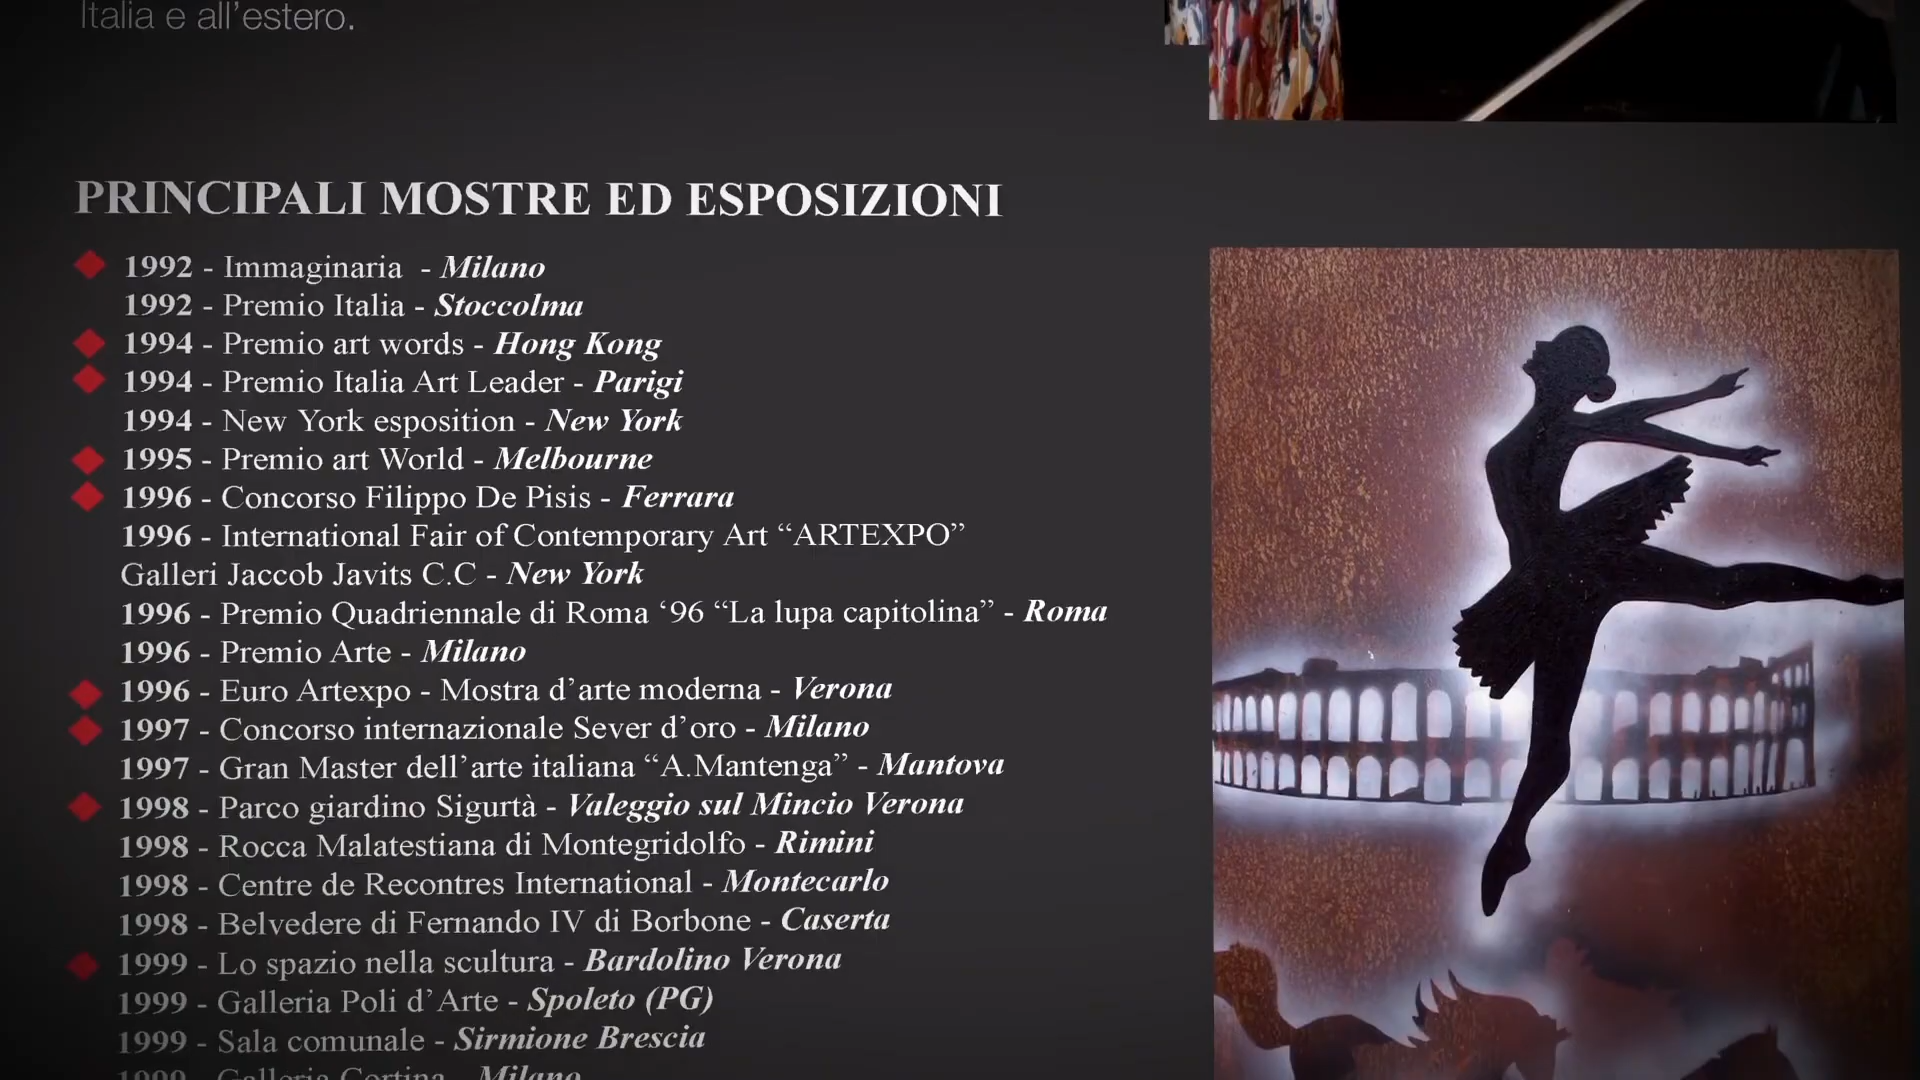 Italia e all'estero.
PRINCIPALI MOSTRE ED ESPOSIZIONI
1992 - Immaginaria - Milano
1992 - Premio Italia - Stoccolma
1994 - Premio art words - Hong Kong
1994 - Premio Italia Art Leader - Parigi
1994 - New York esposition - New York
1995 - Premio art World - Melbourne
1996 - Concorso Filippo De Pisis - Ferrara
1996 - International Fair of Contemporary Art “ARTEXPO”
Galleri Jaccob Javits C.C - New York
1996 - Premio Quadriennale di Roma ‘96 “La lupa capitolina” - Roma
1996 - Premio Arte - Milano
1996 - Euro Artexpo - Mostra d’arte moderna - Verona
1997 - Concorso internazionale Sever d’oro - Milano
1997 - Gran Master dell’arte italiana “A.Mantenga” - Mantova
1998 - Parco giardino Sigurtà - Valeggio sul Mincio Verona
1998 - Rocca Malatestiana di Montegridolfo - Rimini
1998 - Centre de Recontres International - Montecarlo
1998 - Belvedere di Fernando IV di Borbone - Caserta
1999 - Lo spazio nella scultura - Bardolino Verona
1999 - Galleria Poli d’Arte - Spoleto (PG)
1999 - Sala comunale - Sirmione Brescia
1999 - Galleria Cortina - Milano